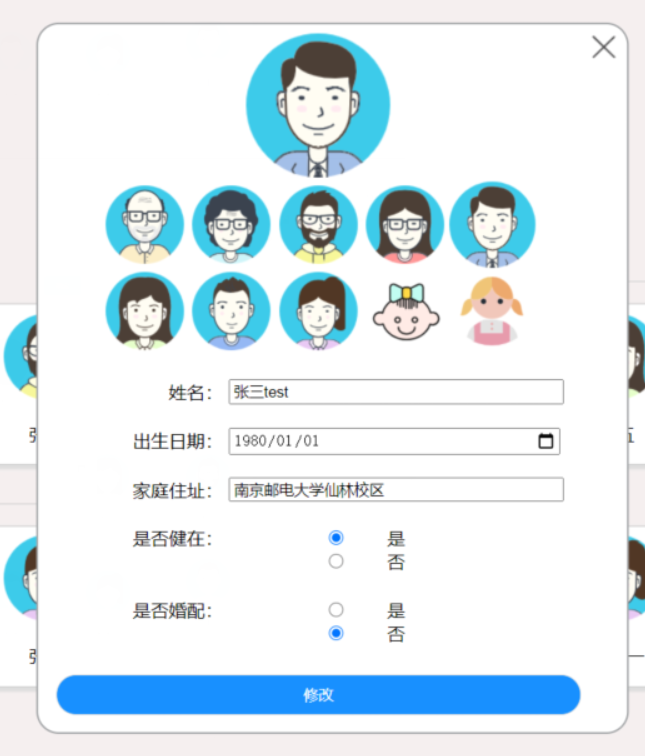 姓名：
张三test
出生日期：
1980/01/01
家庭住址：
南京邮电大学仙林校区
是否健在：
是
否
是否婚配：
是
否
修改